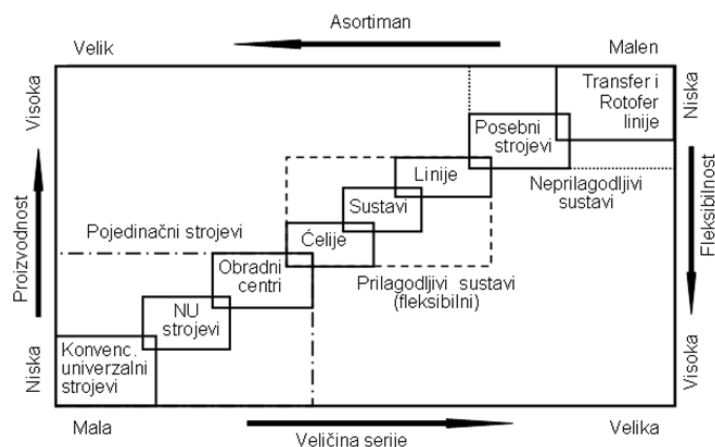 Asortiman
Velik
Malen
Visoka
Proizvodnost
Niska
Transfer i
Rotofer
linije
Posebni
strojevi
Neprilagodljivi
sustavi
Linije
Sustavi
Ćelije
Prilagodljivi sustavi
(fleksibilni)
Pojedinačni strojevi
Obradni
centri
NU
strojevi
Konvenc.
univerzalni
strojevi
Niska
Fleksibilnost
Visoka
Mala
Veličina serije
Velika